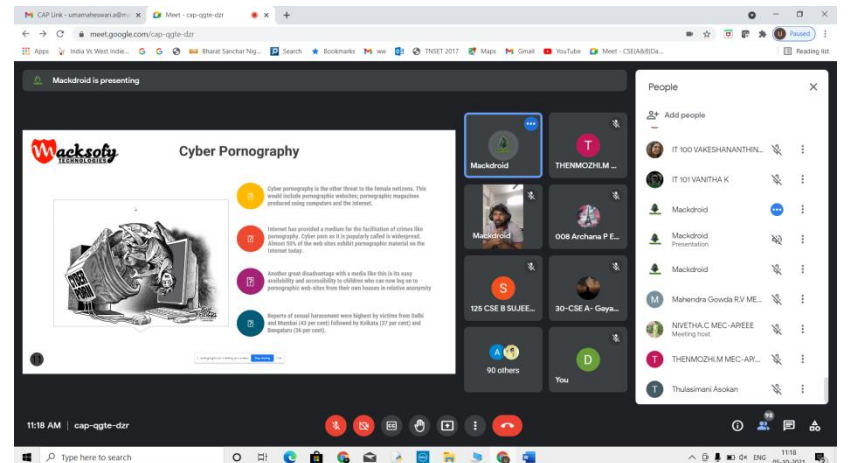 CAP Link - umamaheswari.a@m
Meet - cap-qgte-dzr
meet.google.com/cap-qgte-dzr
Paused
Apps
India Vs West Indie...
G
G
Bharat Sanchar Nig...
Search
Bookmarks
ww
TNSET 2017
Maps
Gmail
YouTube
Meet - CSE(A&B)Da...
Reading list
Mackdroid is presenting
Macksofy
TECHNOLOGIES
Cyber Pornography
Cyber pornography is the other threat to the female netizens. This
would include pornographic websites; pornographic magazines
produced using computers and the internet.
Internet has provided a medium for the facilitation of crimes like
pornography. Cyber porn as it is popularly called is widespread.
Almost 50% of the web sites exhibit pornographic material on the
Internet today.
Another great disadvantage with a media like this is its easy
availability and accessibility to children who can now log on to
pornographic web-sites from their own houses in relative anonymity
Reports of sexual harassment were highest by victims from Delhi
and Mumbai (43 per cent) followed by Kolkata (37 per cent) and
Bengaluru (36 per cent).
CYBER
Mackdroid
T
THENMOZHI.M ...
Mackdroid
008 Archana P E...
S
125 CSE B SUJEE...
30-CSE A- Gaya...
A
90 others
D
You
People
Add people
IT 100 VAKESHANANTHIN...
IT 101 VANITHA K
Mackdroid
Mackdroid
Presentation
Mackdroid
M
Mahendra Gowda R.V ME...
NIVETHA.C MEC-AP/EEE
Meeting host
T
THENMOZHI.M MEC-AP/...
T
Thulasimani Asokan
11:18 AM | cap-qgte-dzr
98
Type here to search
ENG
11:18
05-10-2021